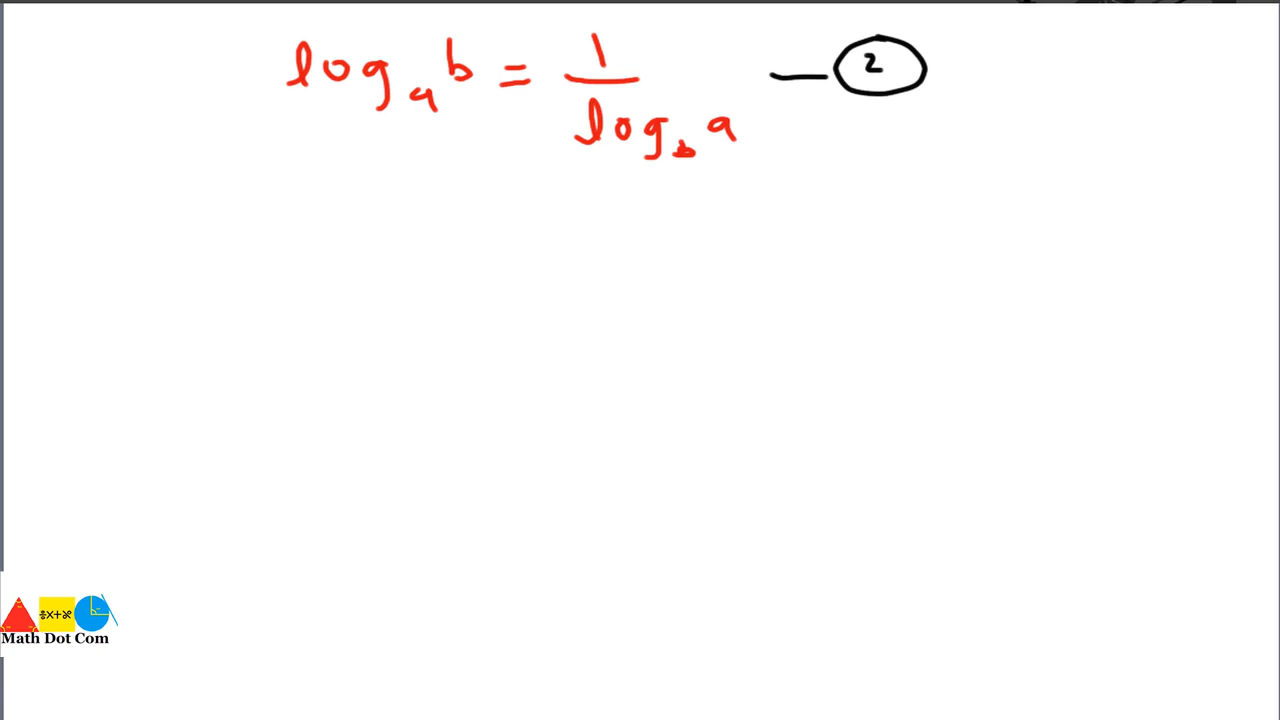 log_a b = 1/log_b a — ②
÷×+
Math Dot Com